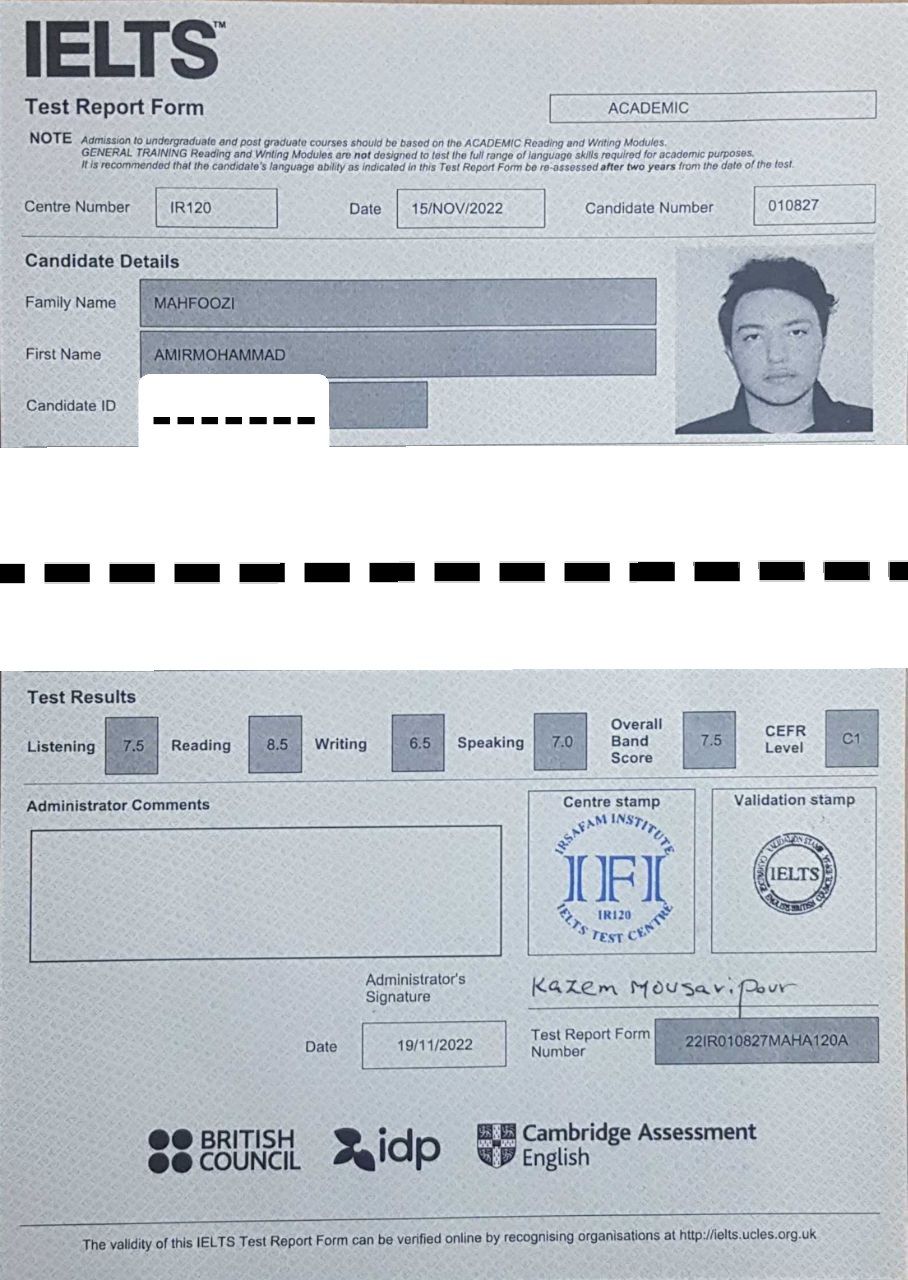 IELTS™
Test Report Form
ACADEMIC
NOTE Admission to undergraduate and post graduate courses should be based on the ACADEMIC Reading and Writing Modules.
GENERAL TRAINING Reading and Writing Modules are not designed to test the full range of language skills required for academic purposes.
It is recommended that the candidate's language ability as indicated in this Test Report Form be re-assessed after two years from the date of the test.
Centre Number IR120 Date 15/NOV/2022 Candidate Number 010827
Candidate Details
Family Name MAHFOOZI
First Name AMIRMOHAMMAD
Candidate ID
Test Results
Listening 7.5 Reading 8.5 Writing 6.5 Speaking 7.0 Overall Band Score 7.5 CEFR Level C1
Administrator Comments
Centre stamp
IRSAFAM INSTITUTE
IFI
IR120
IELTS TEST CENTRE
Validation stamp
IELTS
Administrator's Signature
Kazem Mousavipour
Date 19/11/2022
Test Report Form Number 22IR010827MAHA120A
BRITISH COUNCIL
idp
Cambridge Assessment English
The validity of this IELTS Test Report Form can be verified online by recognising organisations at http://ielts.ucles.org.uk